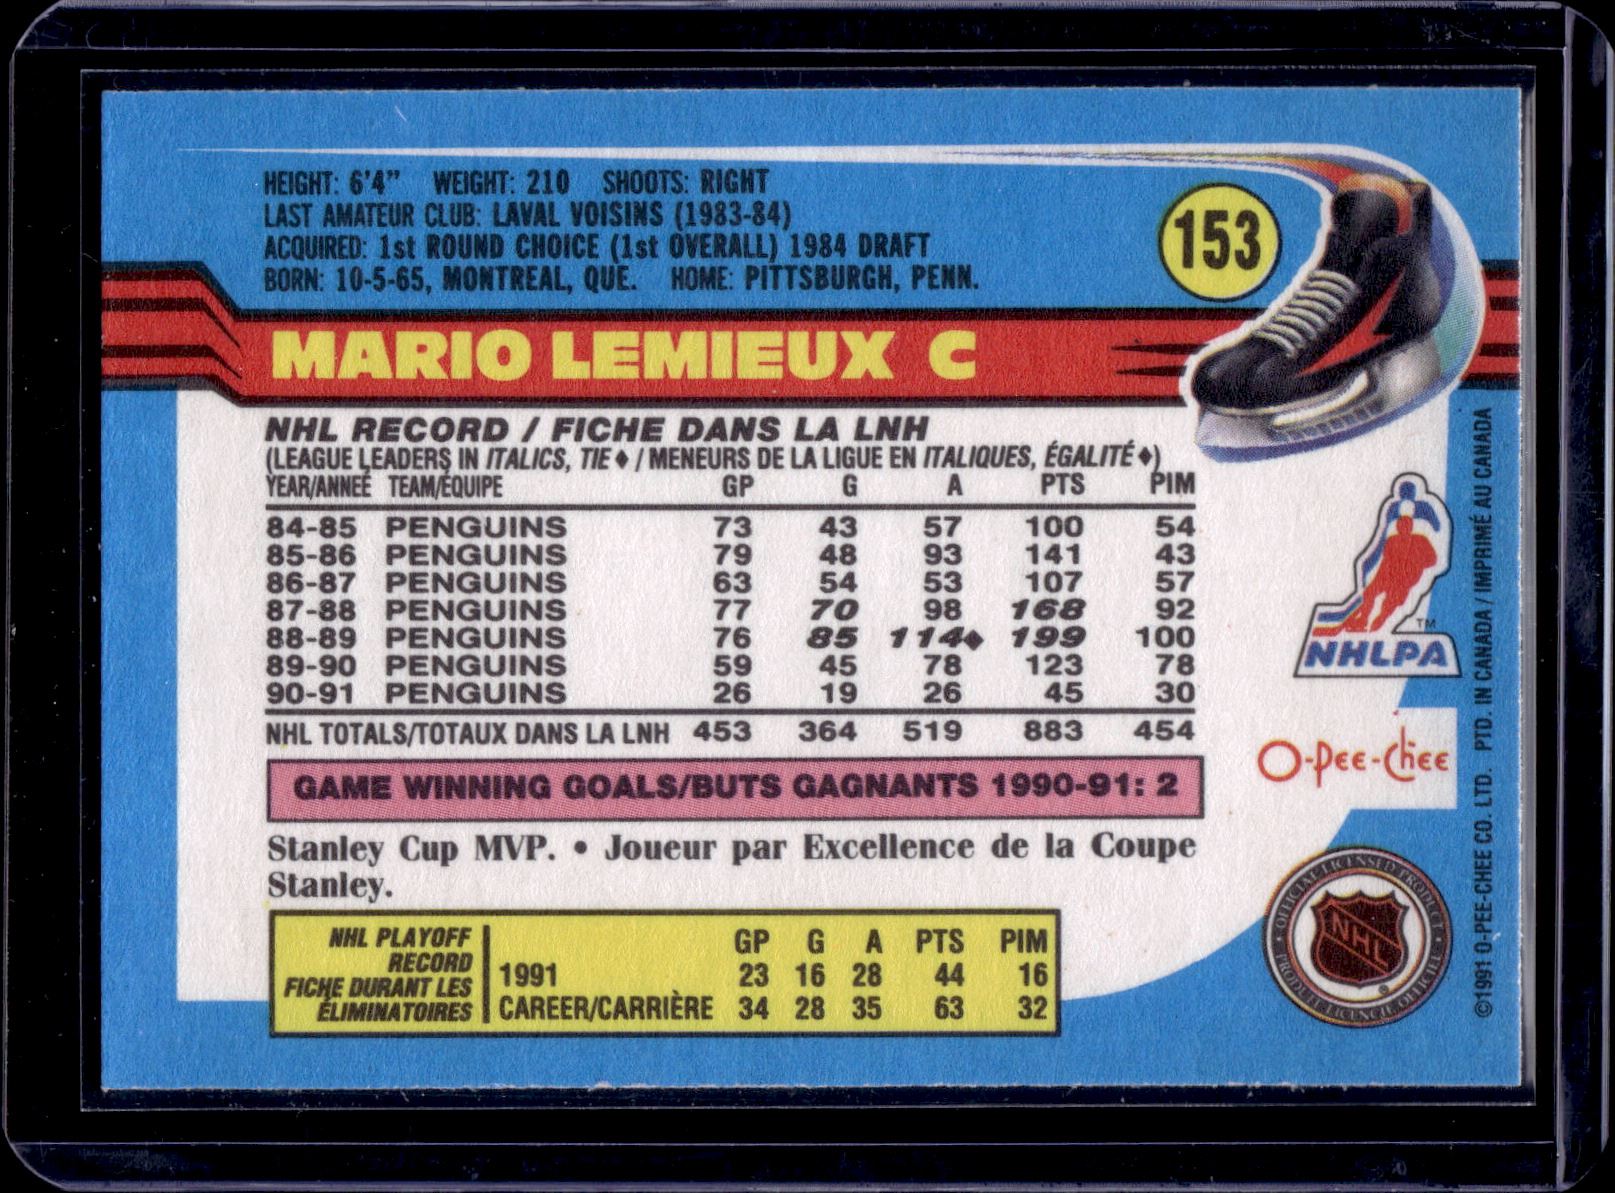 HEIGHT: 6'4" WEIGHT: 210 SHOOTS: RIGHT
LAST AMATEUR CLUB: LAVAL VOISINS (1983-84)
ACQUIRED: 1st ROUND CHOICE (1st OVERALL) 1984 DRAFT
BORN: 10-5-65, MONTREAL, QUE. HOME: PITTSBURGH, PENN.
153
MARIO LEMIEUX C
NHL RECORD / FICHE DANS LA LNH
(LEAGUE LEADERS IN ITALICS, TIE♦ / MENEURS DE LA LIGUE EN ITALIQUES, ÉGALITÉ♦)
YEAR/ANNEÉ TEAM/ÉQUIPE GP G A PTS PIM
84-85 PENGUINS 73 43 57 100 54
85-86 PENGUINS 79 48 93 141 43
86-87 PENGUINS 63 54 53 107 57
87-88 PENGUINS 77 70 98 168 92
88-89 PENGUINS 76 85 114♦ 199 100
89-90 PENGUINS 59 45 78 123 78
90-91 PENGUINS 26 19 26 45 30
NHL TOTALS/TOTAUX DANS LA LNH 453 364 519 883 454
GAME WINNING GOALS/BUTS GAGNANTS 1990-91: 2
Stanley Cup MVP. • Joueur par Excellence de la Coupe
Stanley.
NHL PLAYOFF
RECORD
FICHE DURANT LES
ÉLIMINATOIRES
GP G A PTS PIM
1991 23 16 28 44 16
CAREER/CARRIÈRE 34 28 35 63 32
TM
NHLPA
O-Pee-Chee
OFFICIAL LICENSED PRODUCT
NHL
®
PRODUIT LICENCIÉ OFFICIEL
©1991 O-PEE-CHEE CO. LTD. PTD. IN CANADA / IMPRIMÉ AU CANADA